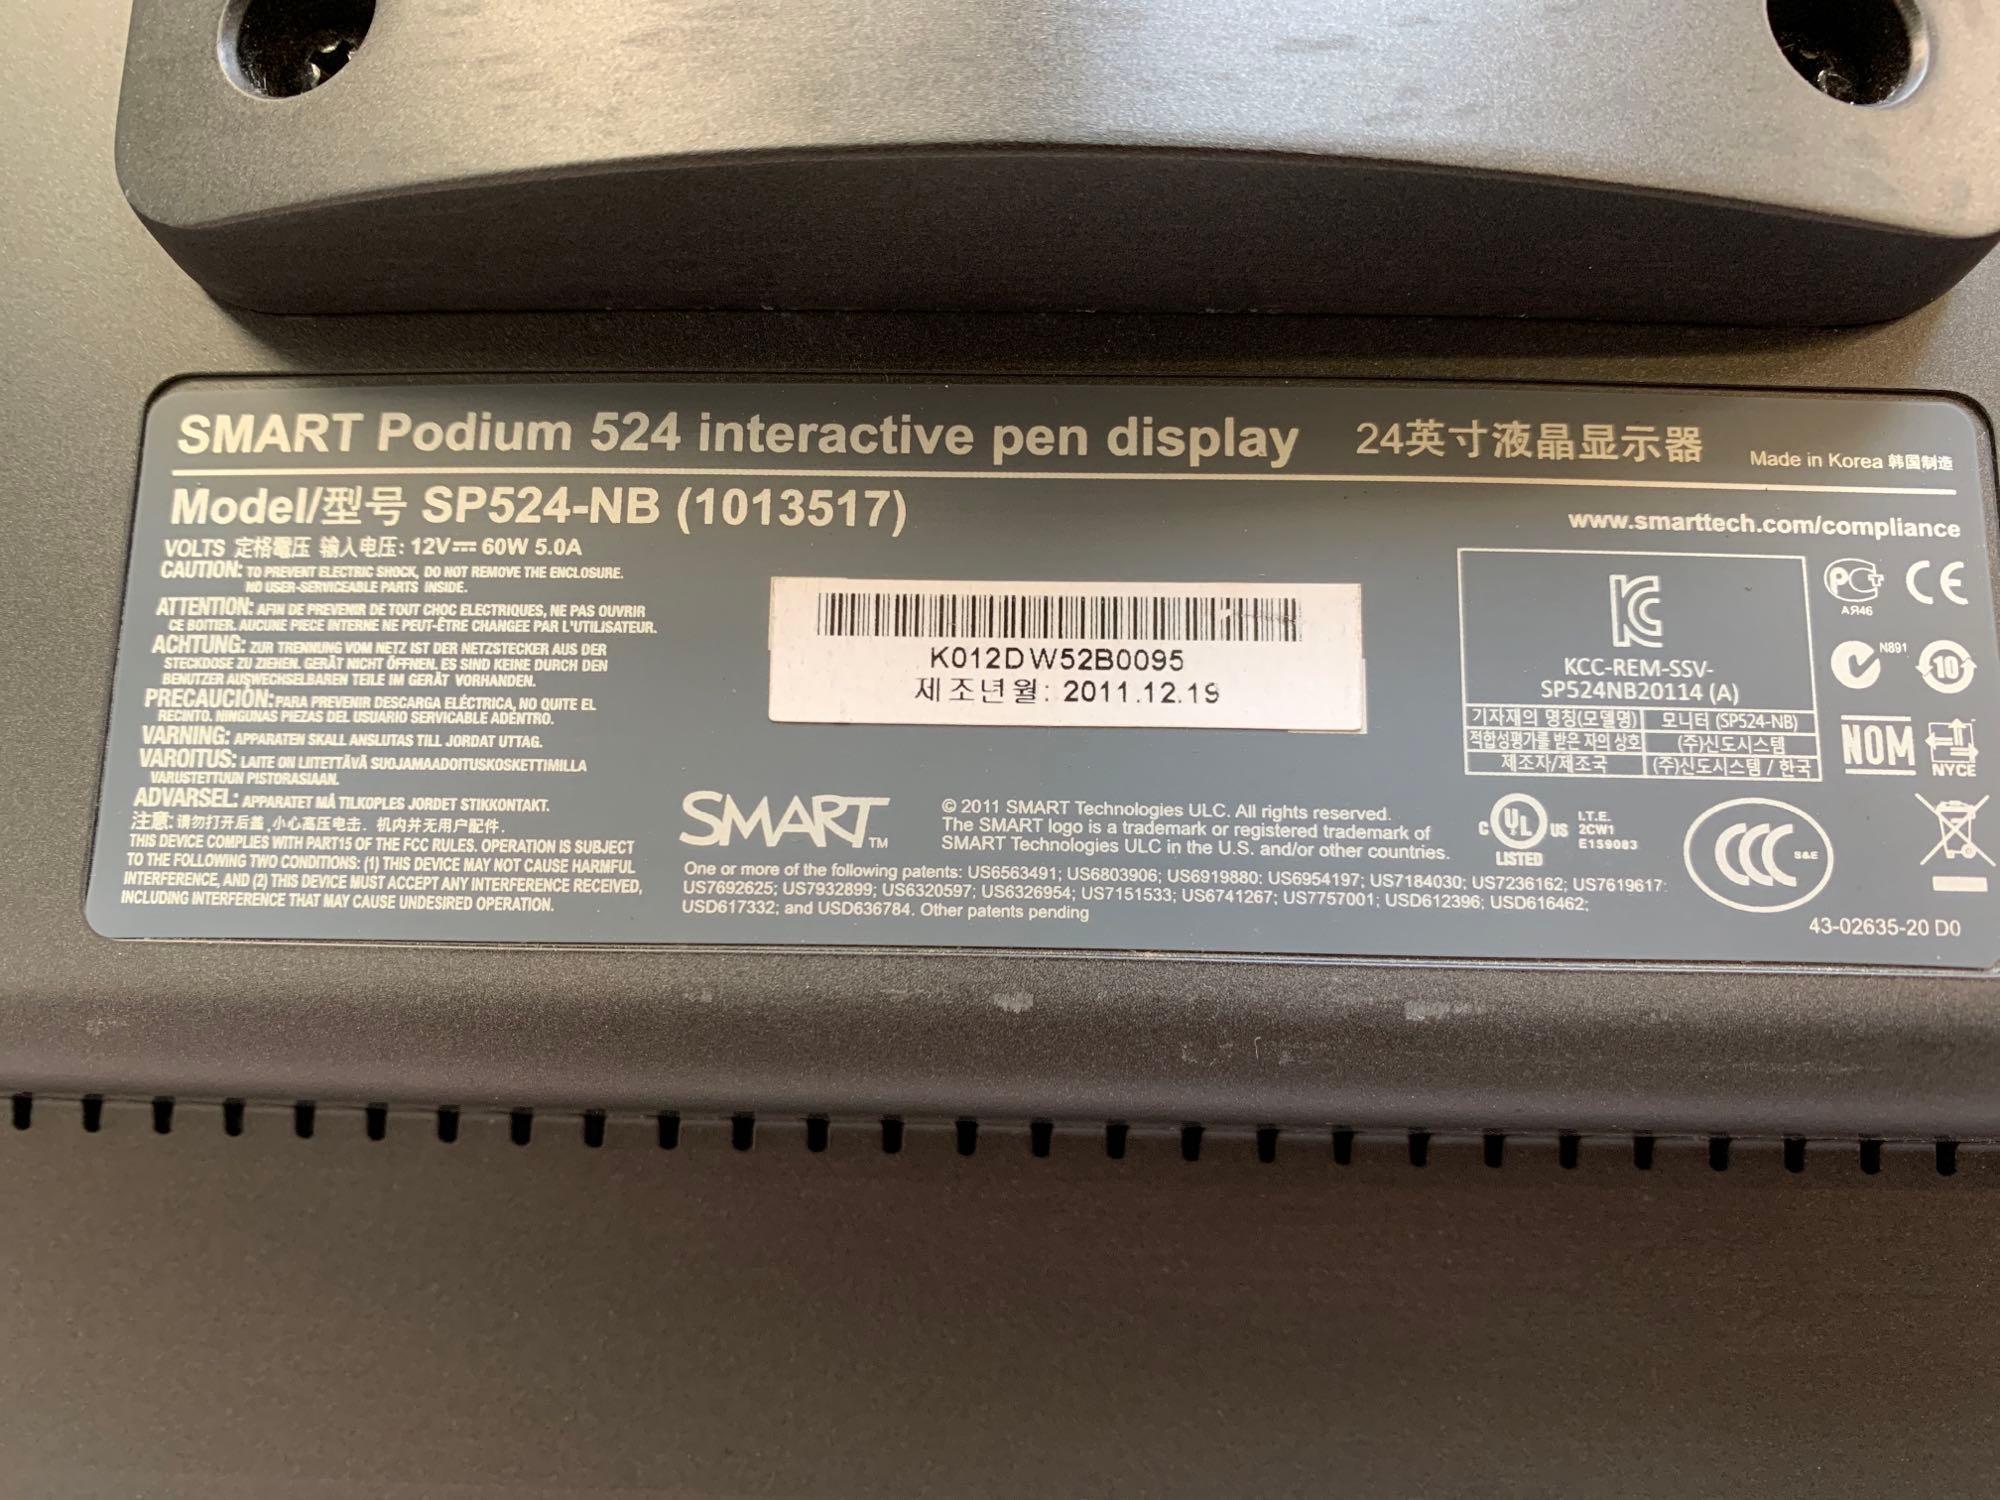 SMART Podium 524 interactive pen display 24英寸液晶显示器 Made in Korea 韩国制造
Model/型号 SP524-NB (1013517)
www.smarttech.com/compliance
VOLTS 定格電圧 输入电压: 12V⎓ 60W 5.0A
CAUTION: TO PREVENT ELECTRIC SHOCK, DO NOT REMOVE THE ENCLOSURE.
NO USER-SERVICEABLE PARTS INSIDE.
ATTENTION: AFIN DE PREVENIR DE TOUT CHOC ELECTRIQUES, NE PAS OUVRIR
CE BOITIER. AUCUNE PIECE INTERNE NE PEUT-ÊTRE CHANGEE PAR L'UTILISATEUR.
ACHTUNG: ZUR TRENNUNG VOM NETZ IST DER NETZSTECKER AUS DER
STECKDOSE ZU ZIEHEN. GERÄT NICHT ÖFFNEN. ES SIND KEINE DURCH DEN
BENUTZER AUSWECHSELBAREN TEILE IM GERÄT VORHANDEN.
PRECAUCIÓN: PARA PREVENIR DESCARGA ELÉCTRICA, NO QUITE EL
RECINTO. NINGUNAS PIEZAS DEL USUARIO SERVICABLE ADENTRO.
VARNING: APPARATEN SKALL ANSLUTAS TILL JORDAT UTTAG.
VAROITUS: LAITE ON LIITETTÄVÄ SUOJAMAADOITUSKOSKETTIMILLA
VARUSTETTUUN PISTORASIAAN.
ADVARSEL: APPARATET MÅ TILKOPLES JORDET STIKKONTAKT.
注意: 请勿打开后盖,小心高压电击. 机内并无用户配件.
THIS DEVICE COMPLIES WITH PART15 OF THE FCC RULES. OPERATION IS SUBJECT
TO THE FOLLOWING TWO CONDITIONS: (1) THIS DEVICE MAY NOT CAUSE HARMFUL
INTERFERENCE, AND (2) THIS DEVICE MUST ACCEPT ANY INTERFERENCE RECEIVED,
INCLUDING INTERFERENCE THAT MAY CAUSE UNDESIRED OPERATION.
K012DW52B0095
제조년월: 2011.12.19
SMART™
© 2011 SMART Technologies ULC. All rights reserved.
The SMART logo is a trademark or registered trademark of
SMART Technologies ULC in the U.S. and/or other countries.
One or more of the following patents: US6563491; US6803906; US6919880; US6954197; US7184030; US7236162; US7619617;
US7692625; US7932899; US6320597; US6326954; US7151533; US6741267; US7757001; USD612396; USD616462;
USD617332; and USD636784. Other patents pending
KC
KCC-REM-SSV-
SP524NB20114 (A)
기자재의 명칭(모델명) 모니터 (SP524-NB)
적합성평가를 받은 자의 상호 (주)신도시스템
제조자/제조국 (주)신도시스템 / 한국
PCT
АЯ46
CE
N891
10
NOM
NYCE
C UL US
LISTED
I.T.E.
2CW1
E159083
CCC S&E
43-02635-20 D0